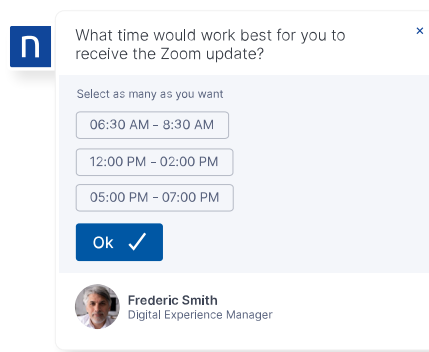 n
What time would work best for you to
receive the Zoom update?
×
Select as many as you want
06:30 AM – 8:30 AM
12:00 PM – 02:00 PM
05:00 PM – 07:00 PM
Ok ✓
Frederic Smith
Digital Experience Manager